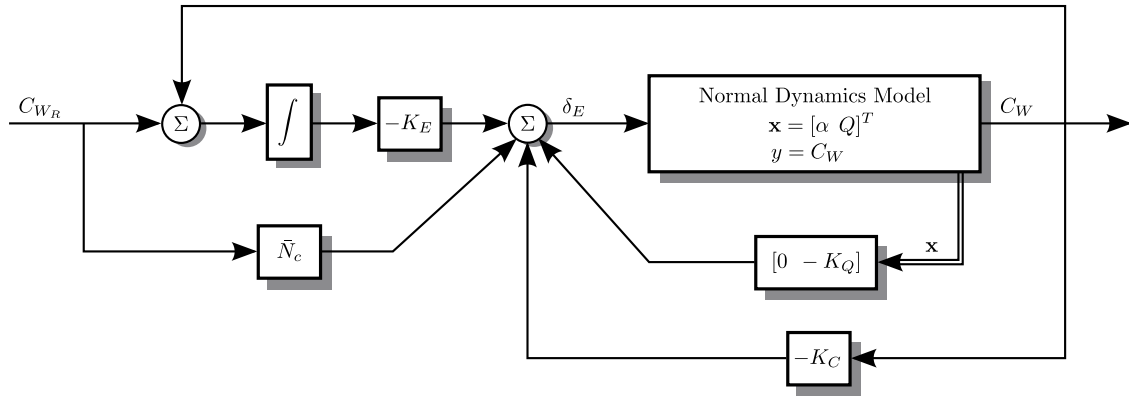 C_{W_R}
Σ
∫
−K_E
Σ
δ_E
Normal Dynamics Model
x = [α Q]^T
y = C_W
C_W
N̄_c
[0 −K_Q]
x
−K_C